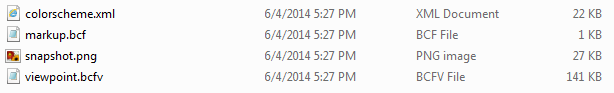 colorscheme.xml 6/4/2014 5:27 PM XML Document 22 KB
markup.bcf 6/4/2014 5:27 PM BCF File 1 KB
snapshot.png 6/4/2014 5:27 PM PNG image 27 KB
viewpoint.bcfv 6/4/2014 5:27 PM BCFV File 141 KB